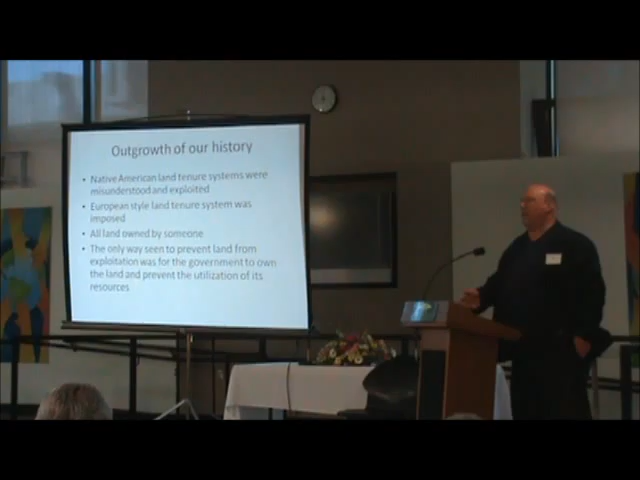 Outgrowth of our history
• Native American land tenure systems were
misunderstood and exploited
• European style land tenure system was
imposed
• All land owned by someone
• The only way seen to prevent land from
exploitation was for the government to own
the land and prevent the utilization of its
resources